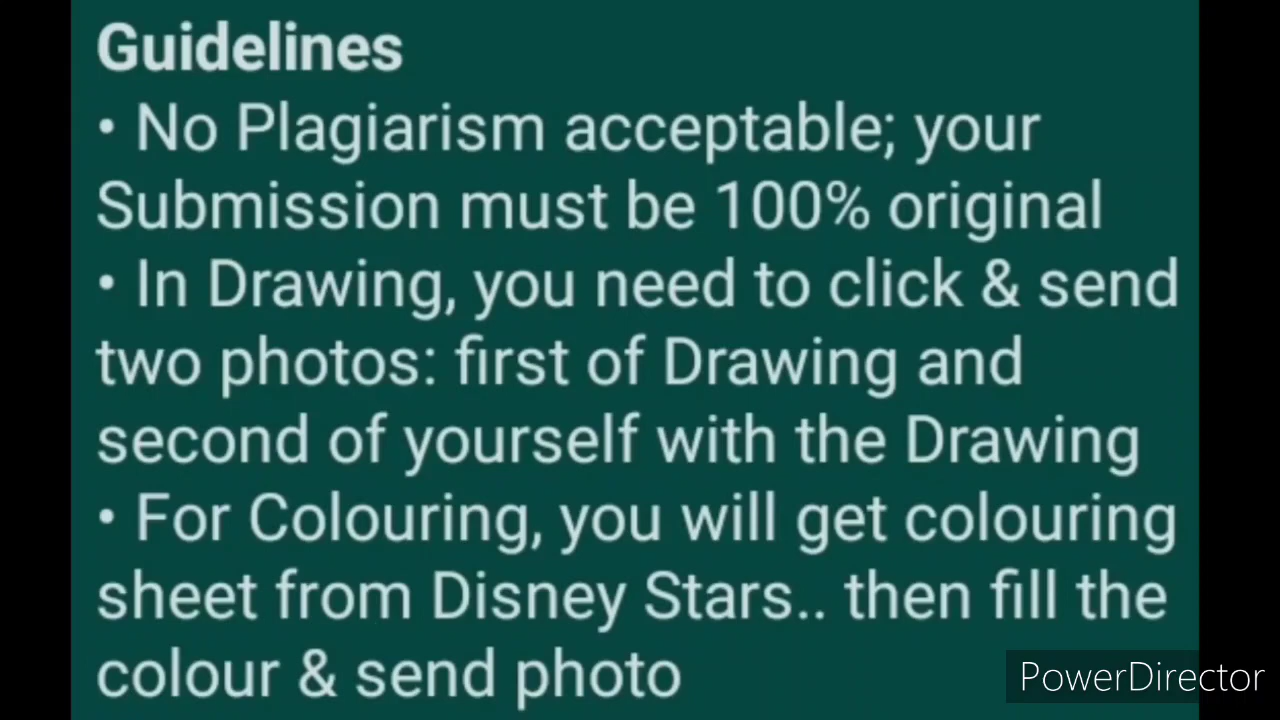 Guidelines
• No Plagiarism acceptable; your
Submission must be 100% original
• In Drawing, you need to click & send
two photos: first of Drawing and
second of yourself with the Drawing
• For Colouring, you will get colouring
sheet from Disney Stars.. then fill the
colour & send photo
PowerDirector